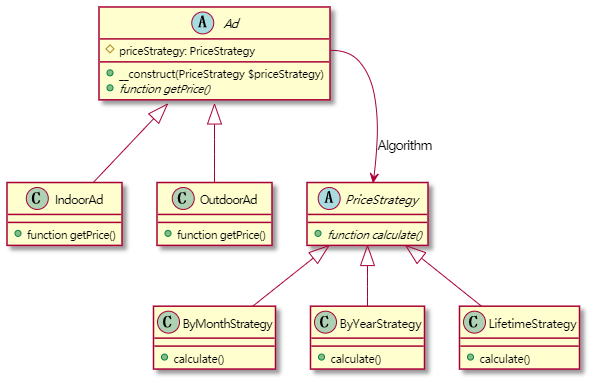 A Ad
priceStrategy: PriceStrategy
__construct(PriceStrategy $priceStrategy)
function getPrice()
Algorithm
C IndoorAd
function getPrice()
C OutdoorAd
function getPrice()
A PriceStrategy
function calculate()
C ByMonthStrategy
calculate()
C ByYearStrategy
calculate()
C LifetimeStrategy
calculate()